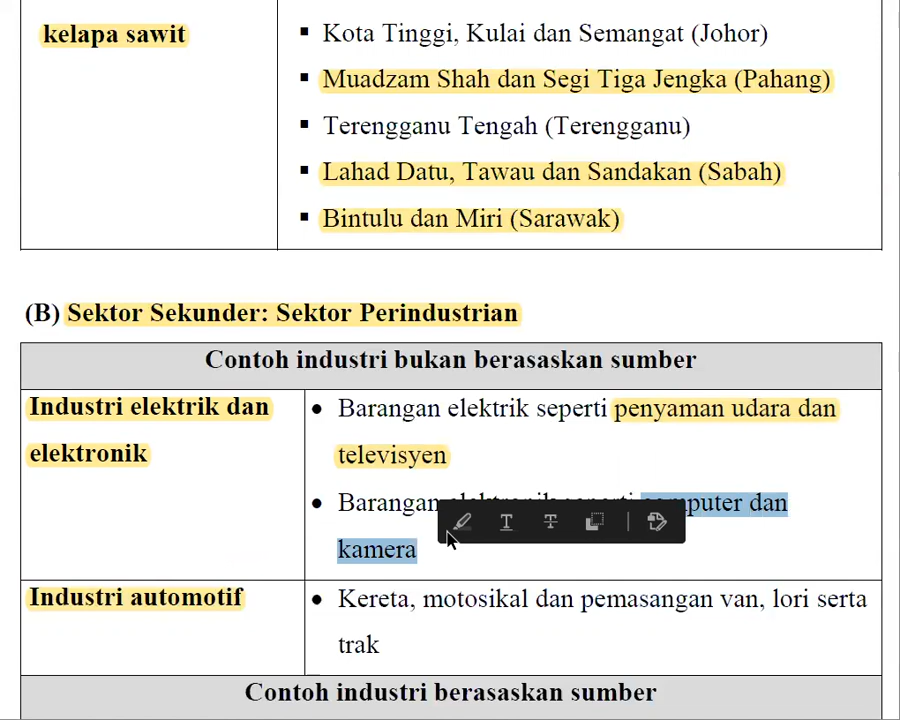 kelapa sawit
Kota Tinggi, Kulai dan Semangat (Johor)
Muadzam Shah dan Segi Tiga Jengka (Pahang)
Terengganu Tengah (Terengganu)
Lahad Datu, Tawau dan Sandakan (Sabah)
Bintulu dan Miri (Sarawak)
(B) Sektor Sekunder: Sektor Perindustrian
Contoh industri bukan berasaskan sumber
Industri elektrik dan
elektronik
Barangan elektrik seperti penyaman udara dan
televisyen
Barangan elektronik seperti computer dan
kamera
Industri automotif
Kereta, motosikal dan pemasangan van, lori serta
trak
Contoh industri berasaskan sumber